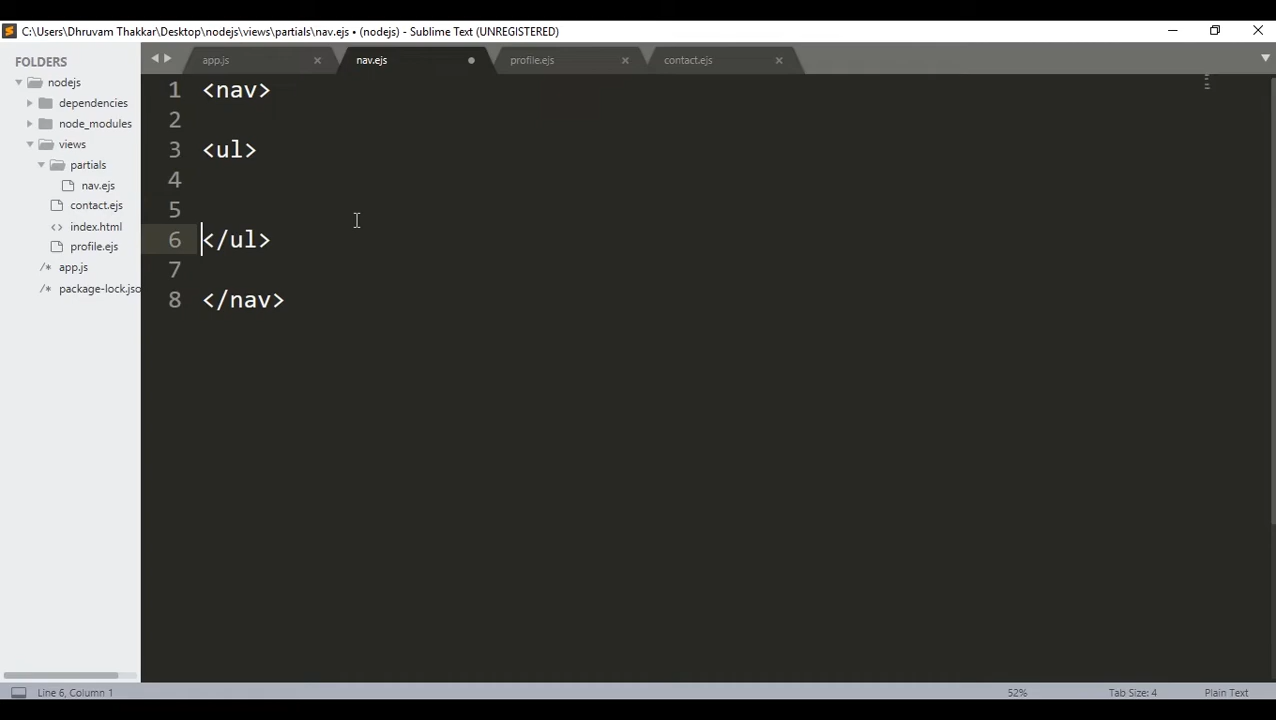 C:\Users\Dhruvam Thakkar\Desktop\nodejs\views\partials\nav.ejs • (nodejs) - Sublime Text (UNREGISTERED)
FOLDERS
nodejs
dependencies
node_modules
views
partials
nav.ejs
contact.ejs
<> index.html
profile.ejs
/* app.js
/* package-lock.jso
app.js
nav.ejs
profile.ejs
contact.ejs
1 <nav>
2
3 <ul>
4
5
6 </ul>
7
8 </nav>
Line 6, Column 1
52%
Tab Size: 4
Plain Text